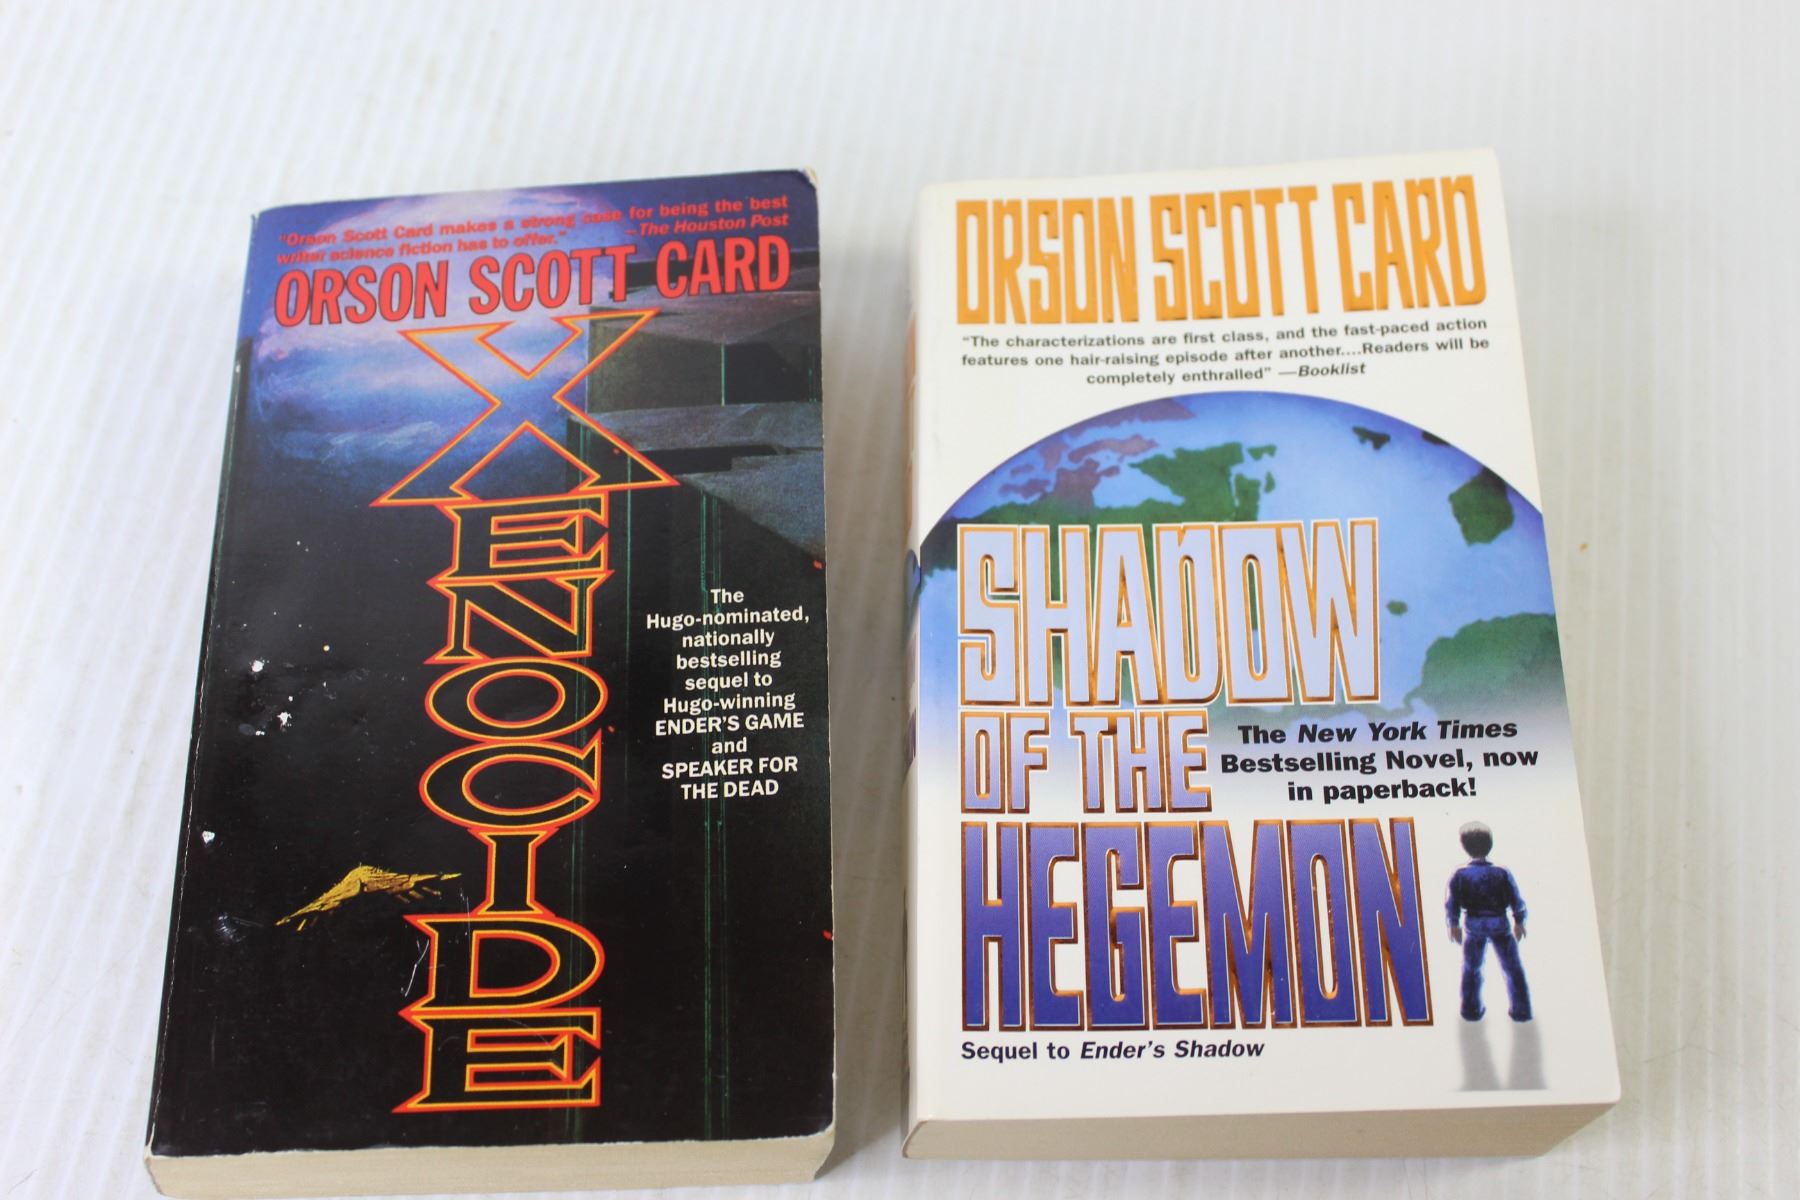 "Orson Scott Card makes a strong case for being the best
writer science fiction has to offer."
—The Houston Post
ORSON SCOTT CARD
XENOCIDE
The
Hugo-nominated,
nationally
bestselling
sequel to
Hugo-winning
ENDER'S GAME
and
SPEAKER FOR
THE DEAD
ORSON SCOTT CARD
"The characterizations are first class, and the fast-paced action
features one hair-raising episode after another....Readers will be
completely enthralled" —Booklist
SHADOW
OF THE
The New York Times
Bestselling Novel, now
in paperback!
HEGEMON
Sequel to Ender's Shadow